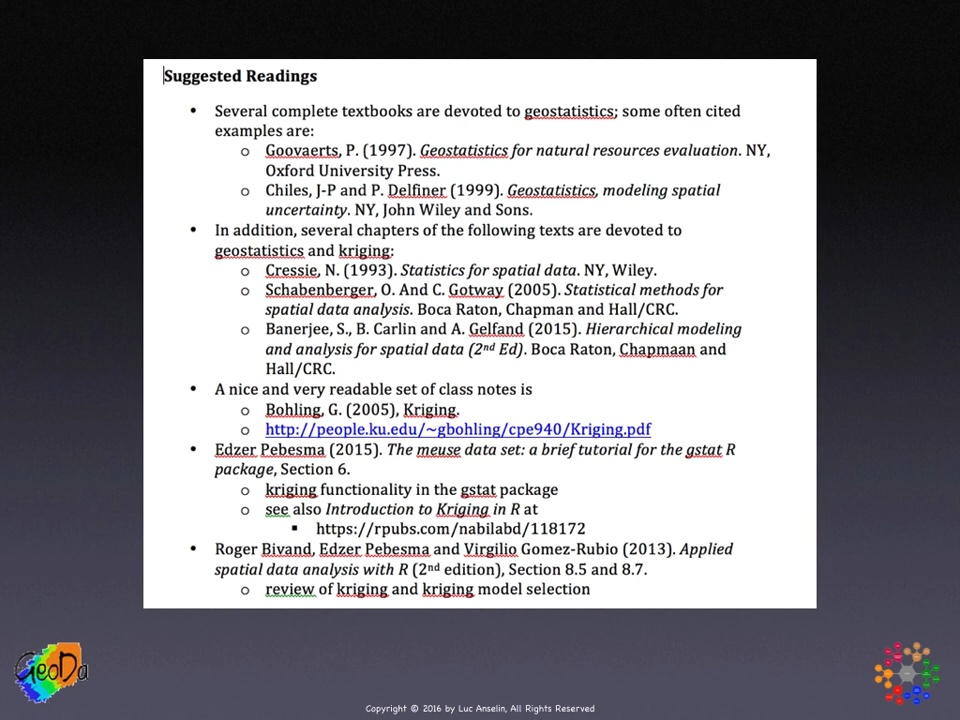 Suggested Readings
• Several complete textbooks are devoted to geostatistics; some often cited
examples are:
o Goovaerts, P. (1997). Geostatistics for natural resources evaluation. NY,
Oxford University Press.
o Chiles, J-P and P. Delfiner (1999). Geostatistics, modeling spatial
uncertainty. NY, John Wiley and Sons.
• In addition, several chapters of the following texts are devoted to
geostatistics and kriging:
o Cressie, N. (1993). Statistics for spatial data. NY, Wiley.
o Schabenberger, O. And C. Gotway (2005). Statistical methods for
spatial data analysis. Boca Raton, Chapman and Hall/CRC.
o Banerjee, S., B. Carlin and A. Gelfand (2015). Hierarchical modeling
and analysis for spatial data (2nd Ed). Boca Raton, Chapmaan and
Hall/CRC.
• A nice and very readable set of class notes is
o Bohling, G. (2005), Kriging.
o http://people.ku.edu/~gbohling/cpe940/Kriging.pdf
• Edzer Pebesma (2015). The meuse data set: a brief tutorial for the gstat R
package, Section 6.
o kriging functionality in the gstat package
o see also Introduction to Kriging in R at
▪ https://rpubs.com/nabilabd/118172
• Roger Bivand, Edzer Pebesma and Virgilio Gomez-Rubio (2013). Applied
spatial data analysis with R (2nd edition), Section 8.5 and 8.7.
o review of kriging and kriging model selection
GeoDa
Copyright © 2016 by Luc Anselin, All Rights Reserved